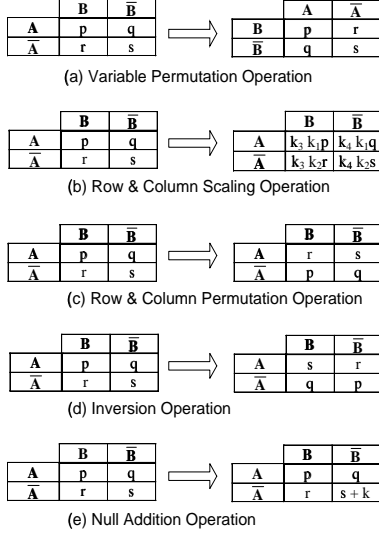 B B̅ A A̅
A p q B p r
A̅ r s B̅ q s
(a) Variable Permutation Operation
B B̅ B B̅
A p q A k₃ k₁p k₄ k₁q
A̅ r s A̅ k₃ k₂r k₄ k₂s
(b) Row & Column Scaling Operation
B B̅ B B̅
A p q A r s
A̅ r s A̅ p q
(c) Row & Column Permutation Operation
B B̅ B B̅
A p q A s r
A̅ r s A̅ q p
(d) Inversion Operation
B B̅ B B̅
A p q A p q
A̅ r s A̅ r s + k
(e) Null Addition Operation